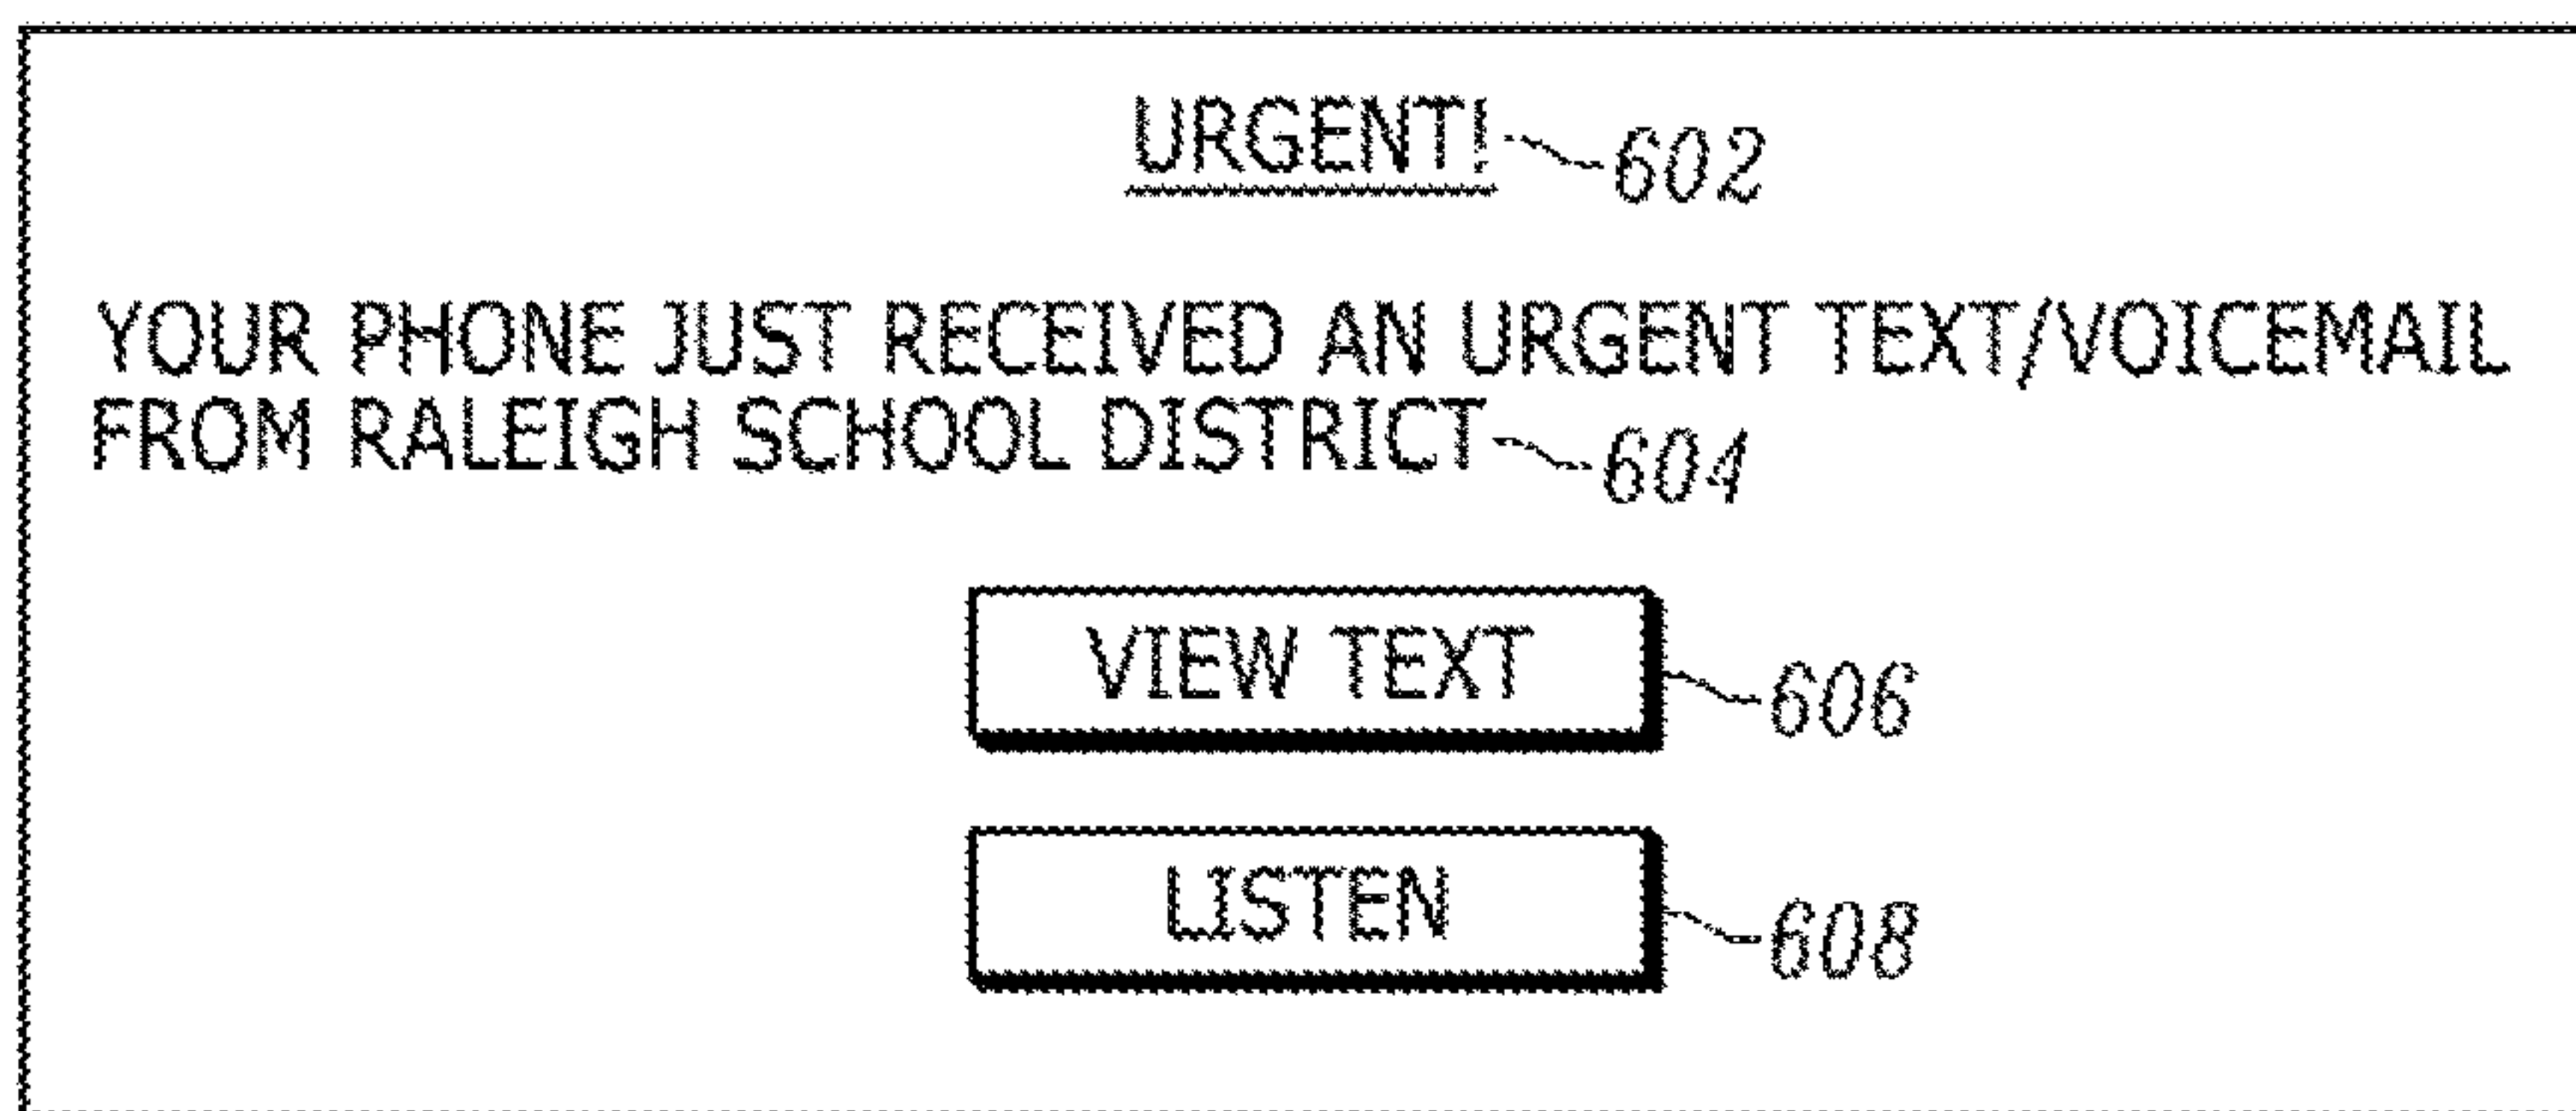 URGENT! 602
YOUR PHONE JUST RECEIVED AN URGENT TEXT/VOICEMAIL
FROM RALEIGH SCHOOL DISTRICT 604
VIEW TEXT 606
LISTEN 608